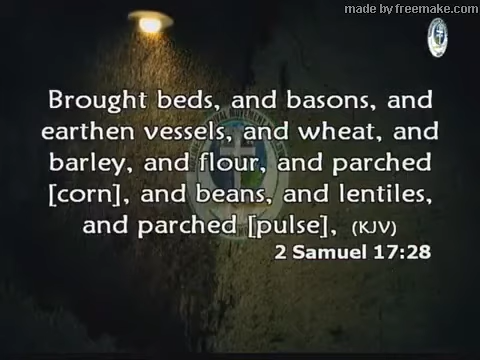 made by freemake.com
Brought beds, and basons, and
earthen vessels, and wheat, and
barley, and flour, and parched
[corn], and beans, and lentiles,
and parched [pulse], (KJV)
2 Samuel 17:28